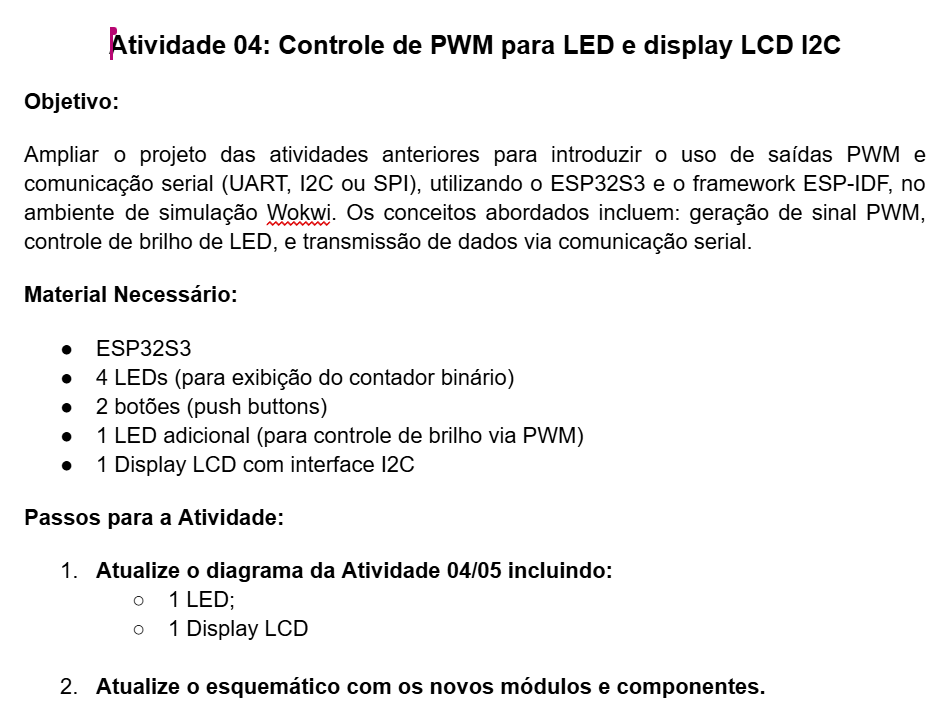 Atividade 04: Controle de PWM para LED e display LCD I2C
Objetivo:
Ampliar o projeto das atividades anteriores para introduzir o uso de saídas PWM e
comunicação serial (UART, I2C ou SPI), utilizando o ESP32S3 e o framework ESP-IDF, no
ambiente de simulação Wokwi. Os conceitos abordados incluem: geração de sinal PWM,
controle de brilho de LED, e transmissão de dados via comunicação serial.
Material Necessário:
● ESP32S3
● 4 LEDs (para exibição do contador binário)
● 2 botões (push buttons)
● 1 LED adicional (para controle de brilho via PWM)
● 1 Display LCD com interface I2C
Passos para a Atividade:
1. Atualize o diagrama da Atividade 04/05 incluindo:
○ 1 LED;
○ 1 Display LCD
2. Atualize o esquemático com os novos módulos e componentes.